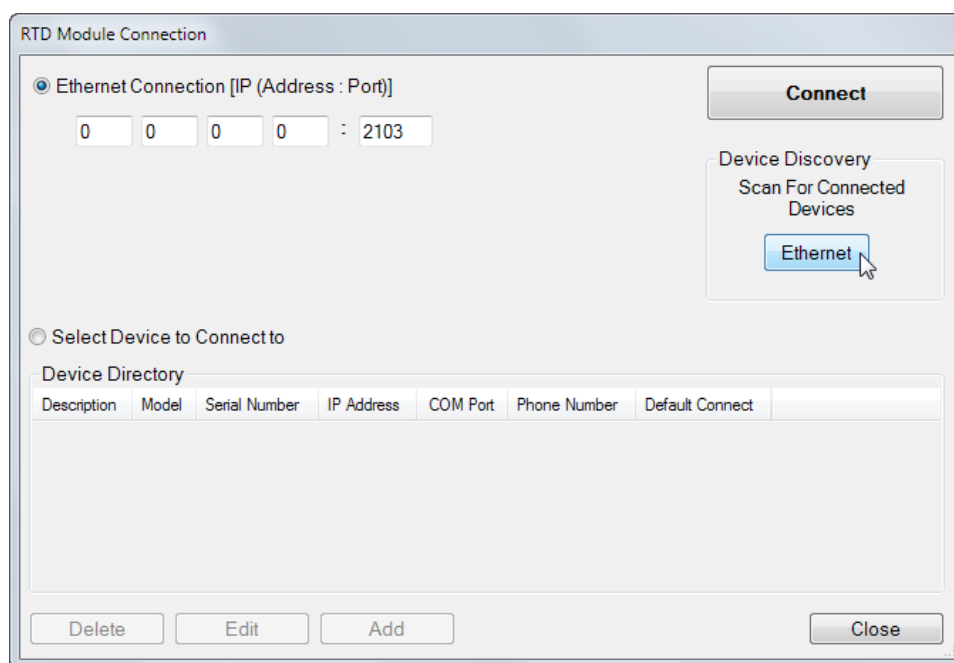 RTD Module Connection
Ethernet Connection [IP (Address : Port)]
0 0 0 0 : 2103
Connect
Device Discovery
Scan For Connected
Devices
Ethernet
Select Device to Connect to
Device Directory
Description Model Serial Number IP Address COM Port Phone Number Default Connect
Delete Edit Add Close